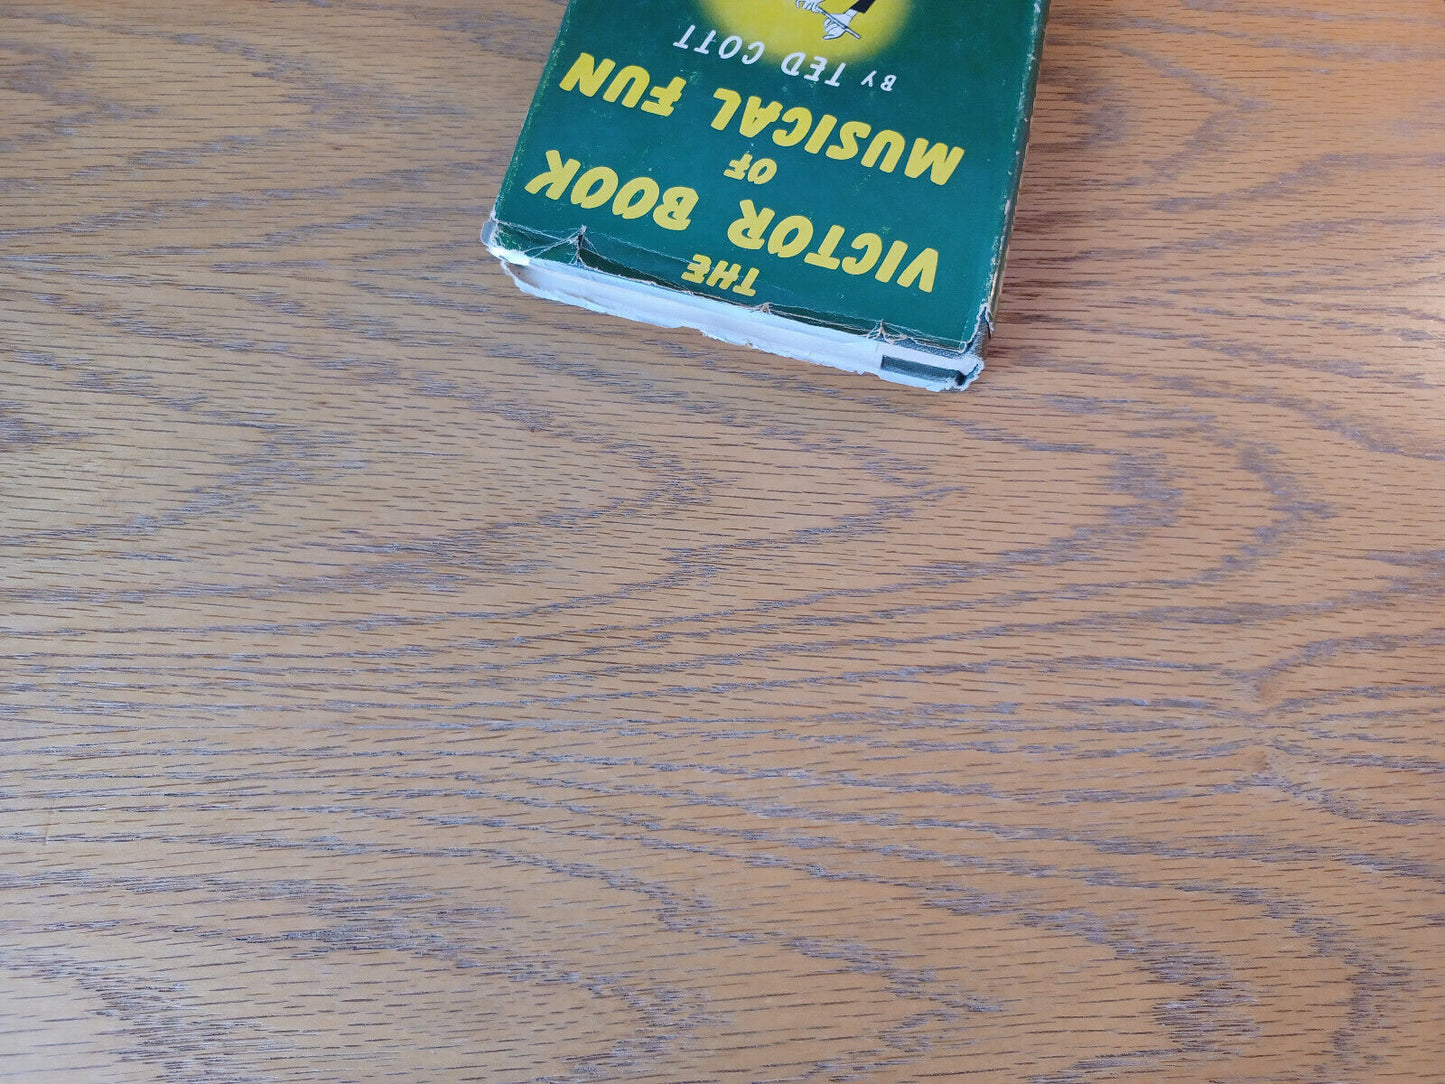 THE
VICTOR BOOK
OF
MUSICAL FUN
BY TED COTT